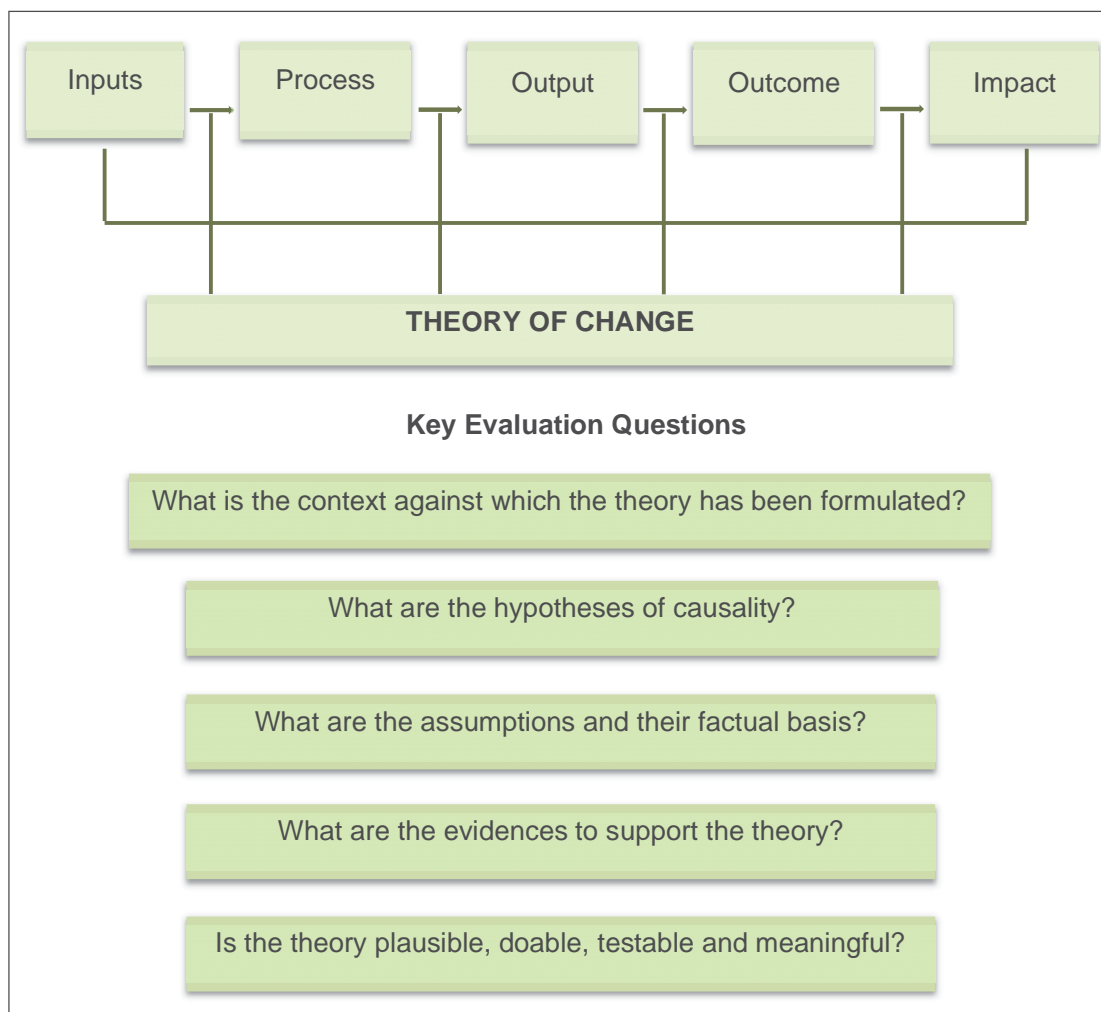 Inputs
Process
Output
Outcome
Impact
THEORY OF CHANGE
Key Evaluation Questions
What is the context against which the theory has been formulated?
What are the hypotheses of causality?
What are the assumptions and their factual basis?
What are the evidences to support the theory?
Is the theory plausible, doable, testable and meaningful?